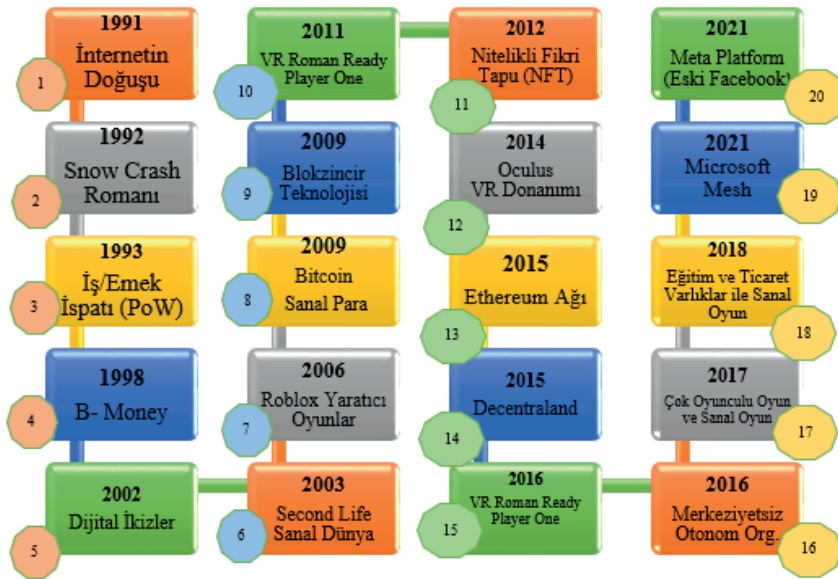 1991
İnternetin
Doğuşu
1
1992
Snow Crash
Romanı
2
1993
İş/Emek
İspatı (PoW)
3
1998
B- Money
4
2002
Dijital İkizler
5
2003
Second Life
Sanal Dünya
6
2006
Roblox Yaratıcı
Oyunlar
7
2009
Bitcoin
Sanal Para
8
2009
Blokzincir
Teknolojisi
9
2011
VR Roman Ready
Player One
10
2012
Nitelikli Fikri
Tapu (NFT)
11
2014
Oculus
VR Donanımı
12
2015
Ethereum Ağı
13
2015
Decentraland
14
2016
VR Roman Ready
Player One
15
2016
Merkeziyetsiz
Otonom Org.
16
2017
Çok Oyunculu Oyun
ve Sanal Oyun
17
2018
Eğitim ve Ticaret
Varlıklar ile Sanal
Oyun
18
2021
Microsoft
Mesh
19
2021
Meta Platform
(Eski Facebook)
20